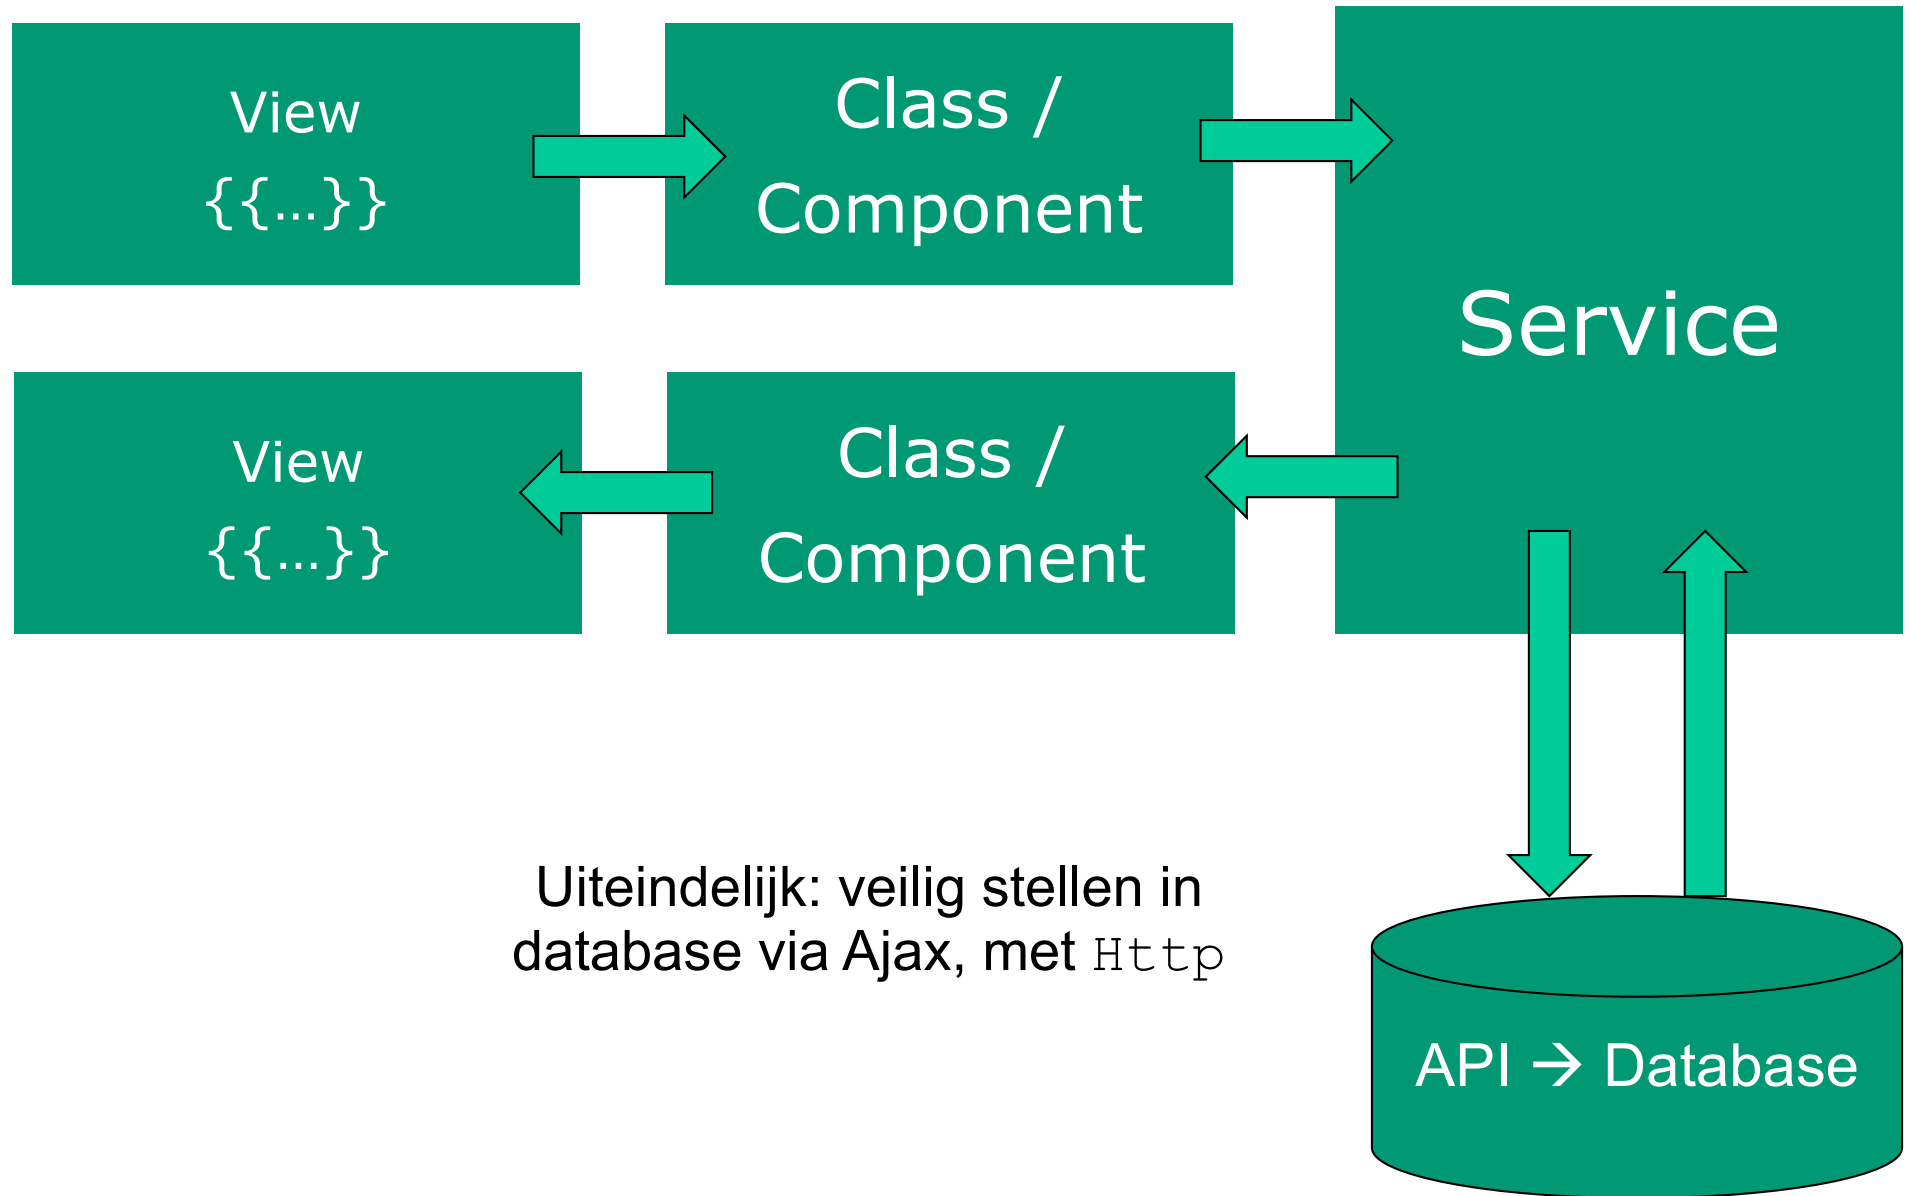 View
{{…}}
Class /
Component
Service
View
{{…}}
Class /
Component
Uiteindelijk: veilig stellen in
database via Ajax, met Http
API → Database